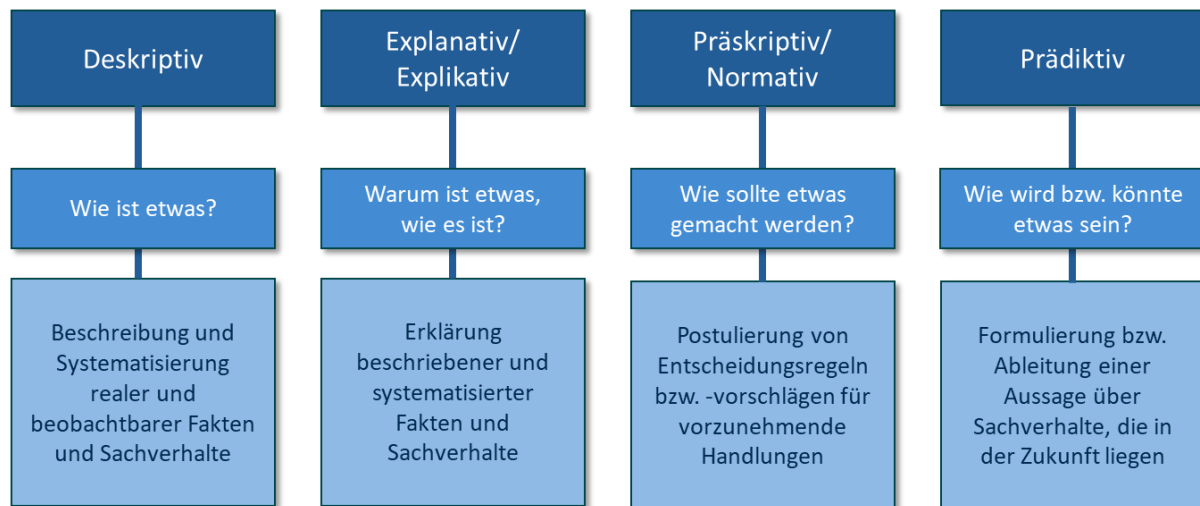 Deskriptiv
Wie ist etwas?
Beschreibung und
Systematisierung
realer und
beobachtbarer Fakten
und Sachverhalte
Explanativ/
Explikativ
Warum ist etwas,
wie es ist?
Erklärung
beschriebener und
systematisierter
Fakten und
Sachverhalte
Präskriptiv/
Normativ
Wie sollte etwas
gemacht werden?
Postulierung von
Entscheidungsregeln
bzw. -vorschlägen für
vorzunehmende
Handlungen
Prädiktiv
Wie wird bzw. könnte
etwas sein?
Formulierung bzw.
Ableitung einer
Aussage über
Sachverhalte, die in
der Zukunft liegen